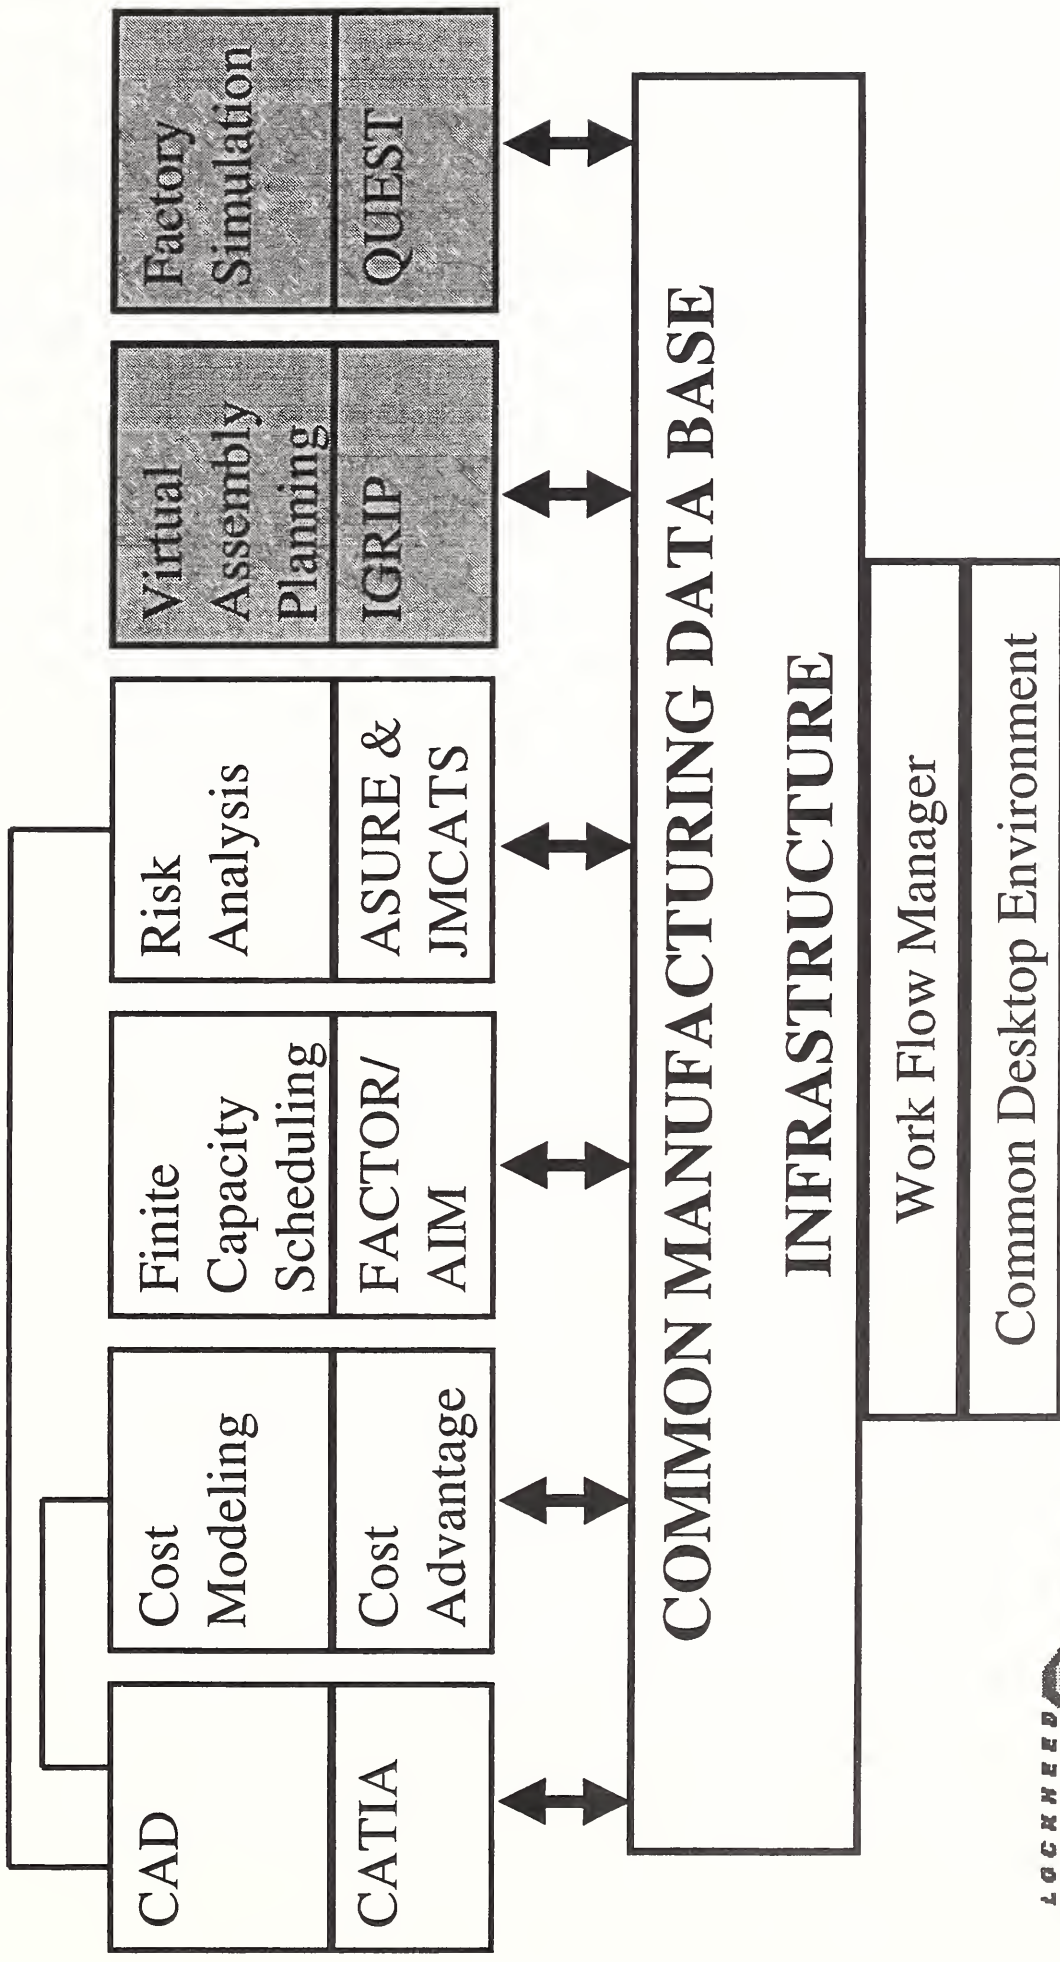 CAD
CATIA
Cost
Modeling
Cost
Advantage
Finite
Capacity
Scheduling
FACTOR/
AIM
Risk
Analysis
ASURE &
JMCATS
Virtual
Assembly
Planning
IGRIP
Factory
Simulation
QUEST
COMMON MANUFACTURING DATA BASE
INFRASTRUCTURE
Work Flow Manager
Common Desktop Environment
LOCKHEED